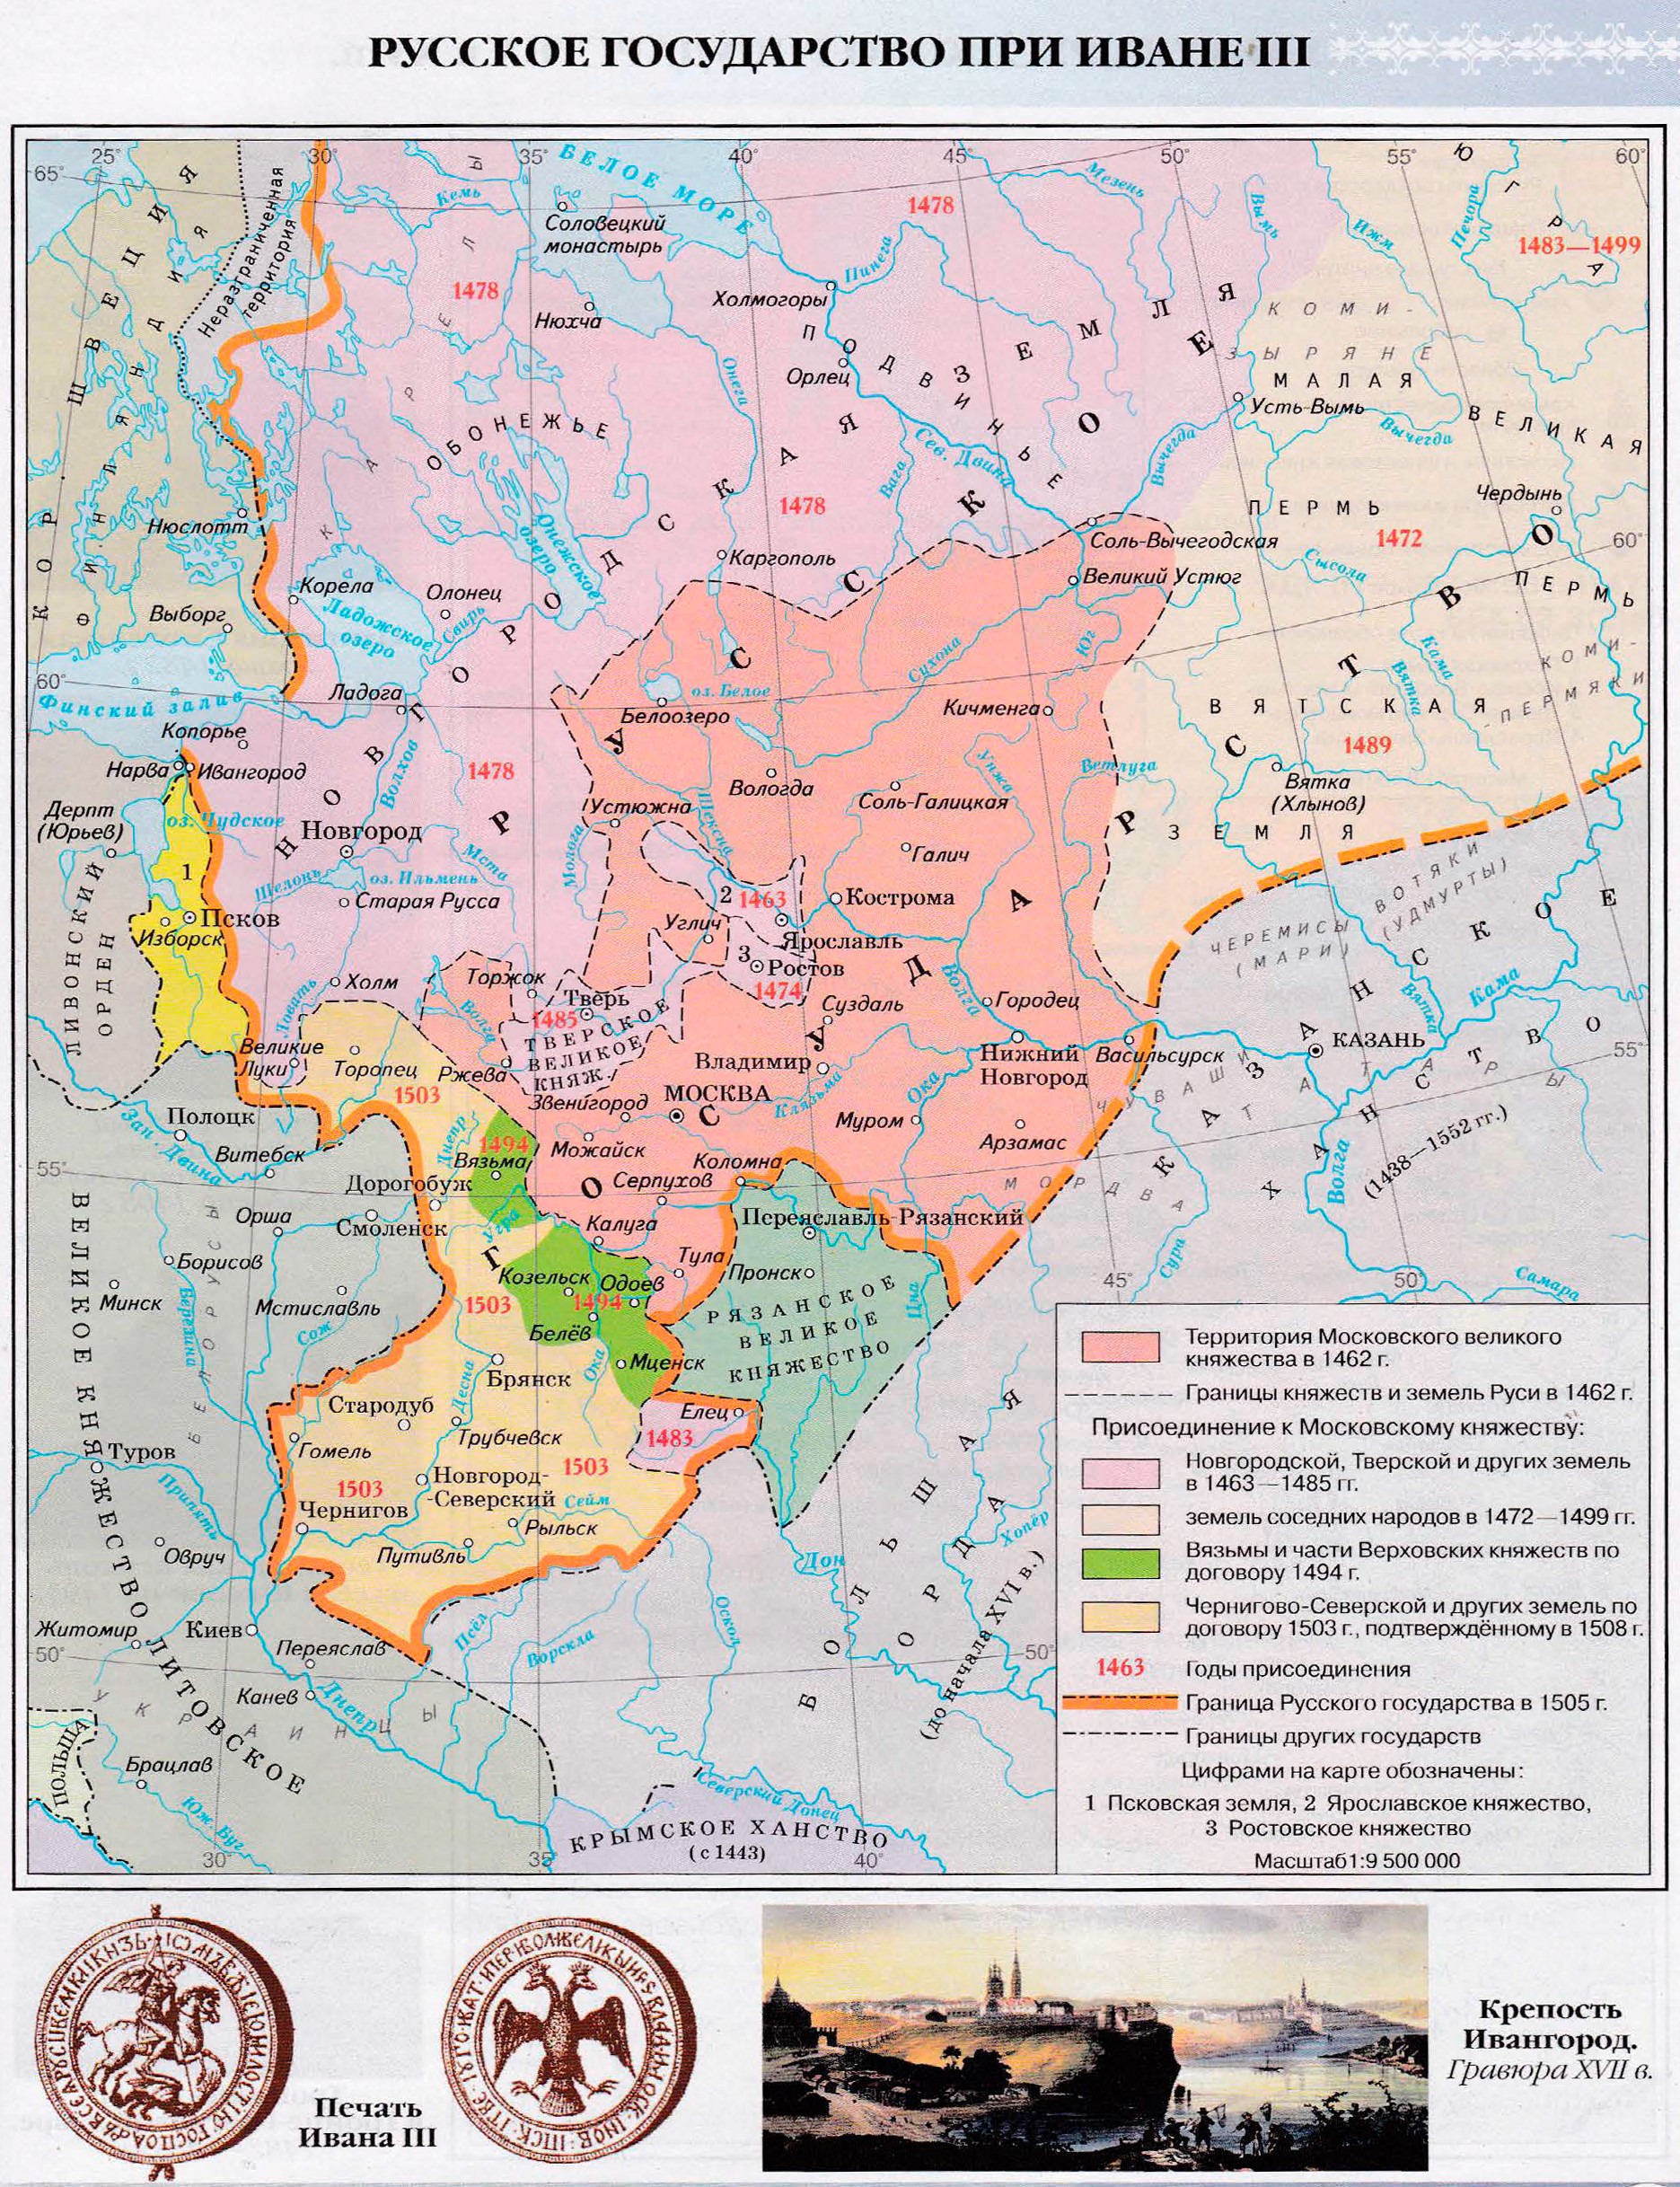 РУССКОЕ ГОСУДАРСТВО ПРИ ИВАНЕ III
25° 30° 35° 40° 45° 50° 55° 60°
65°
БЕЛОЕ МОРЕ
Ю Г Р А
1483—1499
Неразграниченная
территория
КОР. ШВЕЦИЯ
ФИНЛЯНДИЯ
Кемь
Соловецкий
монастырь
1478
Мезень
Вымь
Ижм
Печора
Пинега
1478
Нюхча
Холмогоры
КАРЕЛЫ
Онега
Орлец
ПОДВИНЬЕ
ЗЕМЛЯ
КОМИ-
ЗЫРЯНЕ
МАЛАЯ
Усть-Вымь
Вычегда
ВЕЛИКАЯ
ОБОНЕЖЬЕ
Сев. Двина
Вага
Вычегда
1478
ПЕРМЬ
1472
Чердынь
60°
Нюслотт
Онежское
озеро
Каргополь
Соль-Вычегодская
Великий Устюг
Сысола
ПЕРМЬ
Корела
Олонец
Выборг
Ладожское
озеро
Свирь
НОВГОРОДСКАЯ
РУССКОЕ
ГОСУДАРСТВО
Сухона
Юг
Кама
Вятка
КОМИ-
-ПЕРМЯКИ
60°
Финский залив
Ладога
оз. Белое
Белоозеро
Кичменга
ВЯТСКАЯ
1489
Копорье
Нарва
Ивангород
Волхов
1478
Вологда
Унжа
Ветлуга
Соль-Галицкая
Вятка
(Хлынов)
ЗЕМЛЯ
Дерпт
(Юрьев)
оз. Чудское
Новгород
Устюжна
Шексна
Молога
Мста
Галич
1
Шелонь
оз. Ильмень
Старая Русса
2
1463
Кострома
ВОТЯКИ
(УДМУРТЫ)
ЧЕРЕМИСЫ
(МАРИ)
Псков
Изборск
Углич
Ярославль
3
Ростов
1474
ЛИВОНСКИЙ
ОРДЕН
Холм
Торжок
Тверь
1485
Суздаль
Волга
Городец
Вятка
Кама
Ловать
Волга
ТВЕРСКОЕ
ВЕЛИКОЕ
КНЯЖ.
Великие
Луки
Торопец
Ржева
Владимир
Нижний
Новгород
Васильсурск
КАЗАНЬ
55°
1503
Звенигород
МОСКВА
Клязьма
Ока
ЧУВАШИ
ТАТАРЫ
КАЗАНСКОЕ
ХАНСТВО
(1438—1552 гг.)
Полоцк
Зап. Двина
Витебск
Днепр
1494
Вязьма
Можайск
Муром
Арзамас
55°
Дорогобуж
Коломна
Серпухов
МОРДВА
Волга
Орша
Смоленск
Угра
Калуга
Переяславль-Рязанский
Борисов
Тула
Пронск
Сура
45°
50°
Самара
Минск
Березина
Мстиславль
Сож
1503
Козельск
Одоев
1494
Белёв
РЯЗАНСКОЕ
ВЕЛИКОЕ
КНЯЖЕСТВО
Цна
БЕЛОРУСЫ
Мценск
Брянск
Ока
Десна
Стародуб
Гомель
Трубчевск
Елец
1483
Туров
Припять
1503
Новгород-
-Северский
1503
Сейм
Чернигов
Рыльск
Путивль
Овруч
Дон
Хопёр
БОЛЬШАЯ
ОРДА
(до начала XVI в.)
Житомир
Киев
Переяслав
Псёл
Ворскла
Оскол
50°
50°
Канев
Днепр
УКРАИНЦЫ
ВЕЛИКОЕ КНЯЖЕСТВО ЛИТОВСКОЕ
ПОЛЬША
Брацлав
Юж. Буг
Северский Донец
КРЫМСКОЕ ХАНСТВО
(с 1443)
30° 35° 40°
Территория Московского великого
княжества в 1462 г.
Границы княжеств и земель Руси в 1462 г.
Присоединение к Московскому княжеству:
Новгородской, Тверской и других земель
в 1463—1485 гг.
земель соседних народов в 1472—1499 гг.
Вязьмы и части Верховских княжеств по
договору 1494 г.
Чернигово-Северской и других земель по
договору 1503 г., подтверждённому в 1508 г.
1463 Годы присоединения
Граница Русского государства в 1505 г.
Границы других государств
Цифрами на карте обозначены:
1 Псковская земля, 2 Ярославское княжество,
3 Ростовское княжество
Масштаб1:9 500 000
Печать
Ивана III
Крепость
Ивангород.
Гравюра XVII в.